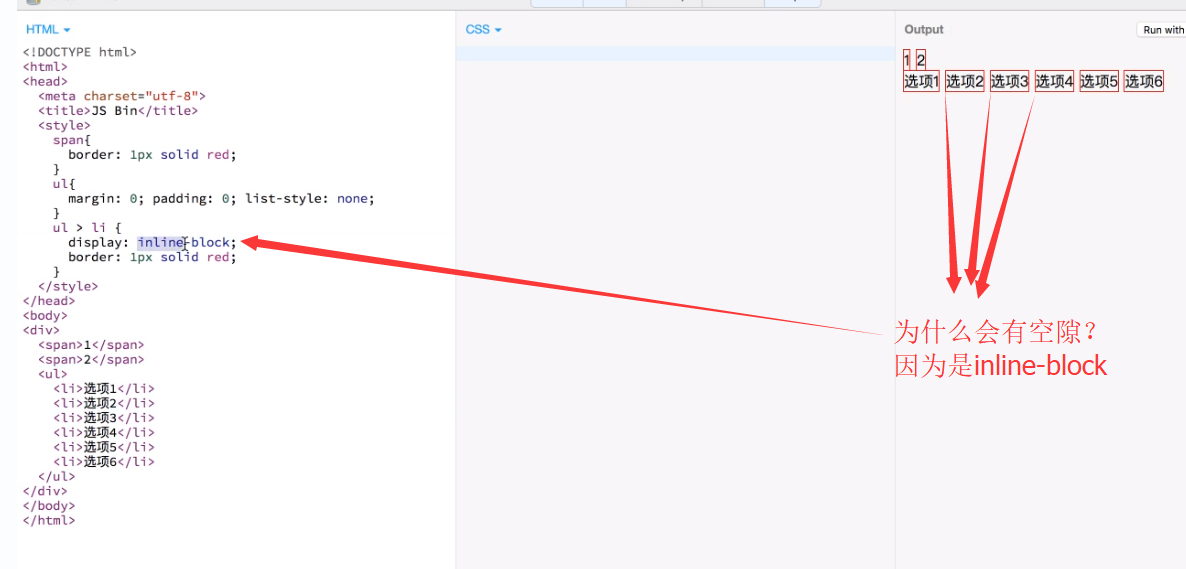 HTML
CSS
Output
Run with
<!DOCTYPE html>
<html>
<head>
<meta charset="utf-8">
<title>JS Bin</title>
<style>
span{
border: 1px solid red;
}
ul{
margin: 0; padding: 0; list-style: none;
}
ul > li {
display: inline-block;
border: 1px solid red;
}
</style>
</head>
<body>
<div>
<span>1</span>
<span>2</span>
<ul>
<li>选项1</li>
<li>选项2</li>
<li>选项3</li>
<li>选项4</li>
<li>选项5</li>
<li>选项6</li>
</ul>
</div>
</body>
</html>
1 2
选项1 选项2 选项3 选项4 选项5 选项6
为什么会有空隙?
因为是inline-block